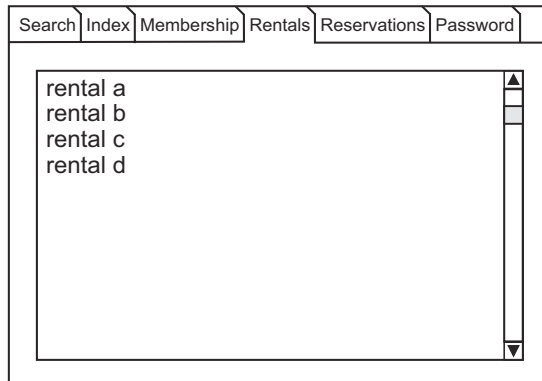 Search Index Membership Rentals Reservations Password
rental a
rental b
rental c
rental d